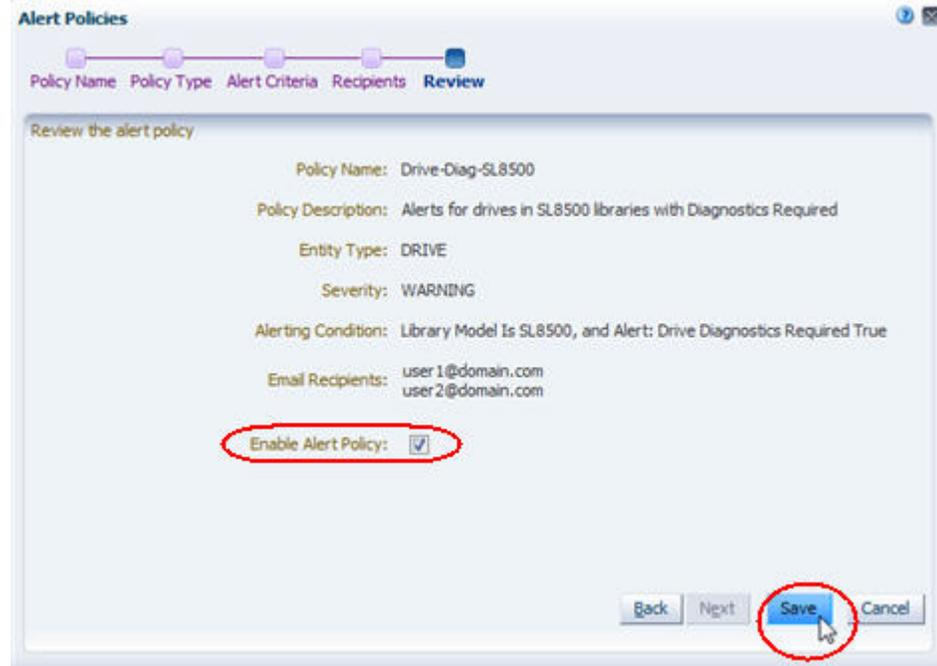 Alert Policies
Policy Name Policy Type Alert Criteria Recipients Review
Review the alert policy
Policy Name: Drive-Diag-SL8500
Policy Description: Alerts for drives in SL8500 libraries with Diagnostics Required
Entity Type: DRIVE
Severity: WARNING
Alerting Condition: Library Model Is SL8500, and Alert: Drive Diagnostics Required True
Email Recipients: user1@domain.com
user2@domain.com
Enable Alert Policy:
Back Next Save Cancel